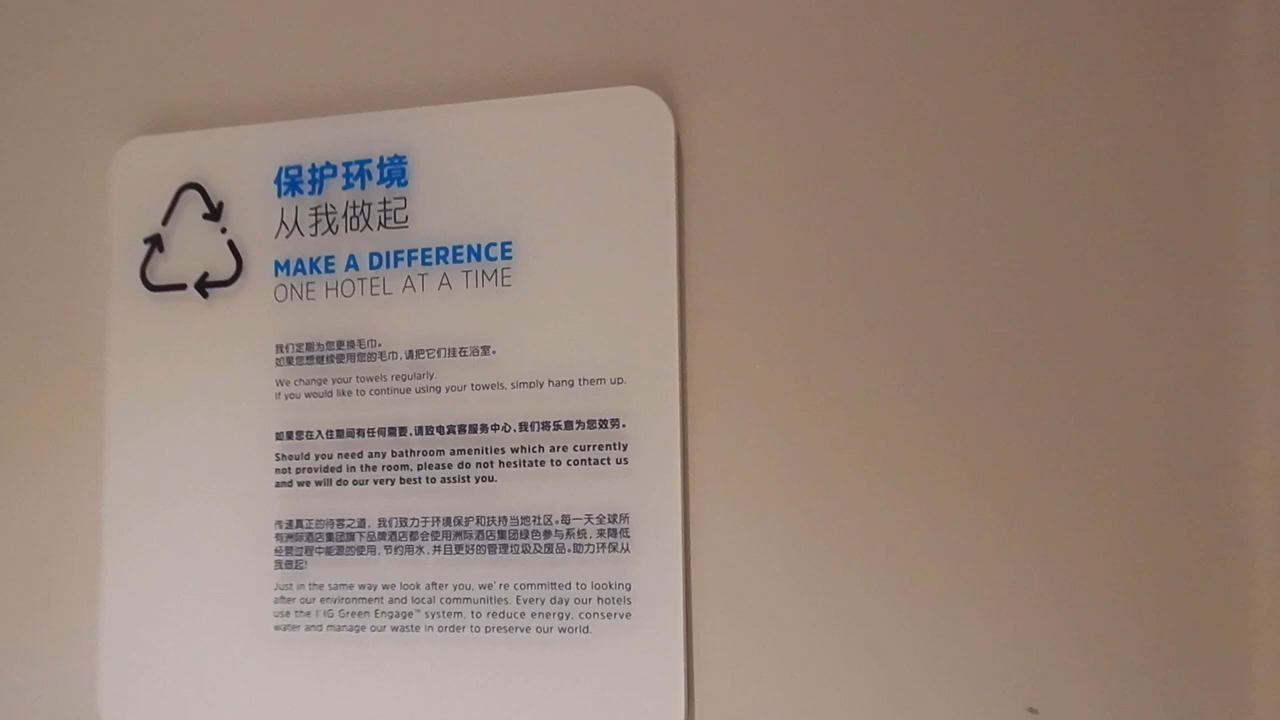 保护环境
从我做起
MAKE A DIFFERENCE
ONE HOTEL AT A TIME
我们定期为您更换毛巾。
如果您想继续使用您的毛巾,请把它们挂在浴室。
We change your towels regularly.
If you would like to continue using your towels, simply hang them up.
如果您在入住期间有任何需要,请致电宾客服务中心,我们将乐意为您效劳。
Should you need any bathroom amenities which are currently
not provided in the room, please do not hesitate to contact us
and we will do our very best to assist you.
传递真正的待客之道，我们致力于环境保护和扶持当地社区。每一天全球所
有洲际酒店集团旗下品牌酒店都会使用洲际酒店集团绿色参与系统，来降低
经营过程中能源的使用,节约用水,并且更好的管理垃圾及废品。助力环保从
我做起!
Just in the same way we look after you, we're committed to looking
after our environment and local communities. Every day our hotels
use the IHG Green Engage™ system, to reduce energy, conserve
water and manage our waste in order to preserve our world.